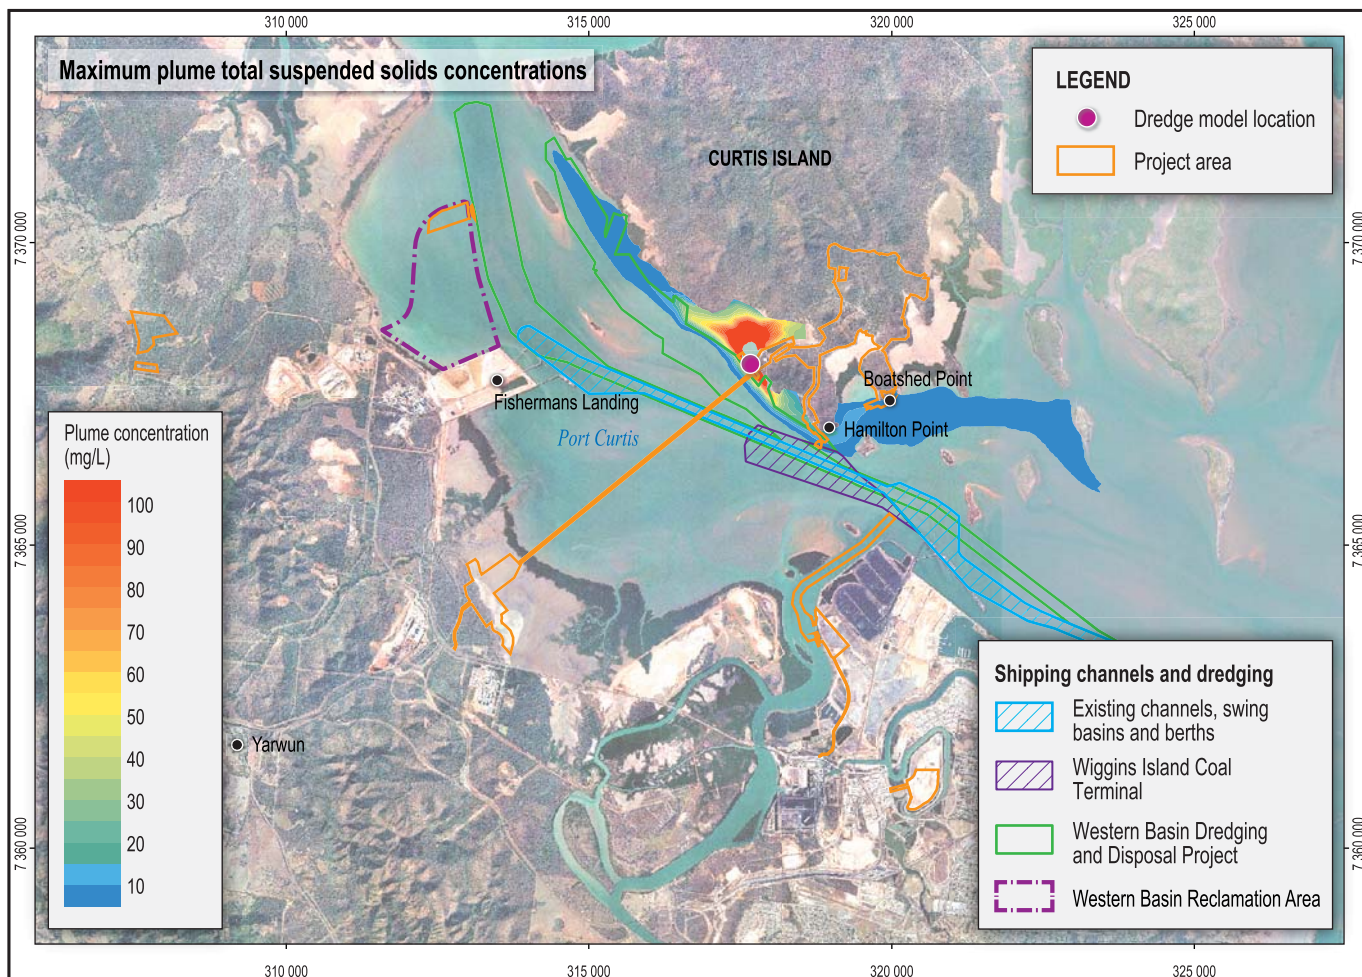 310 000
315 000
320 000
325 000
Maximum plume total suspended solids concentrations
LEGEND
Dredge model location
Project area
CURTIS ISLAND
7 370 000
7 370 000
Boatshed Point
Fishermans Landing
Hamilton Point
Port Curtis
Plume concentration
(mg/L)
100
90
80
70
60
50
40
30
20
10
7 365 000
7 365 000
Yarwun
Shipping channels and dredging
Existing channels, swing
basins and berths
Wiggins Island Coal
Terminal
Western Basin Dredging
and Disposal Project
Western Basin Reclamation Area
7 360 000
7 360 000
310 000
315 000
320 000
325 000